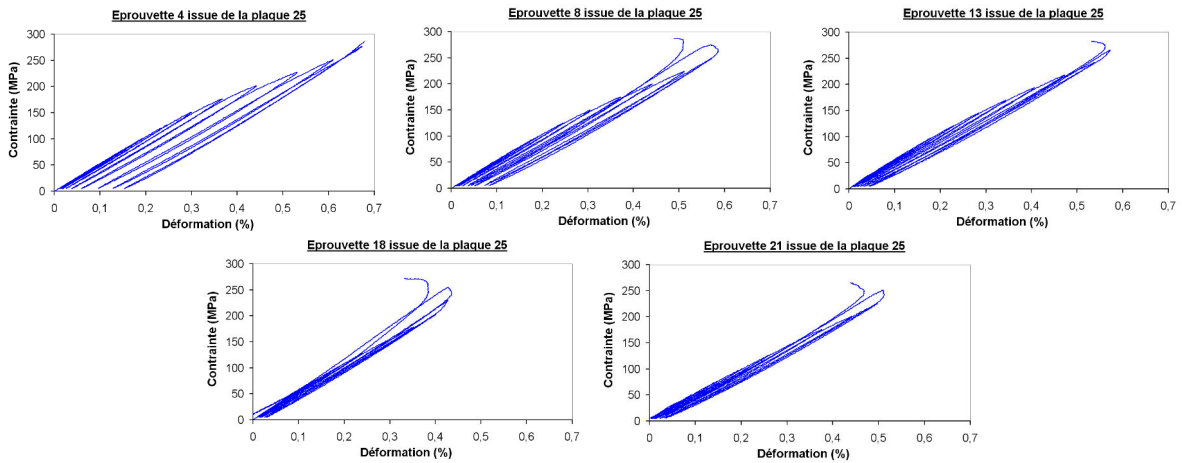 Eprouvette 4 issue de la plaque 25
Contrainte (MPa)
300
250
200
150
100
50
0
0 0,1 0,2 0,3 0,4 0,5 0,6 0,7
Déformation (%)
Eprouvette 8 issue de la plaque 25
Contrainte (MPa)
300
250
200
150
100
50
0
0 0,1 0,2 0,3 0,4 0,5 0,6 0,7
Déformation (%)
Eprouvette 13 issue de la plaque 25
Contrainte (MPa)
300
250
200
150
100
50
0
0 0,1 0,2 0,3 0,4 0,5 0,6 0,7
Déformation (%)
Eprouvette 18 issue de la plaque 25
Contrainte (MPa)
300
250
200
150
100
50
0
0 0,1 0,2 0,3 0,4 0,5 0,6 0,7
Déformation (%)
Eprouvette 21 issue de la plaque 25
Contrainte (MPa)
300
250
200
150
100
50
0
0 0,1 0,2 0,3 0,4 0,5 0,6 0,7
Déformation (%)